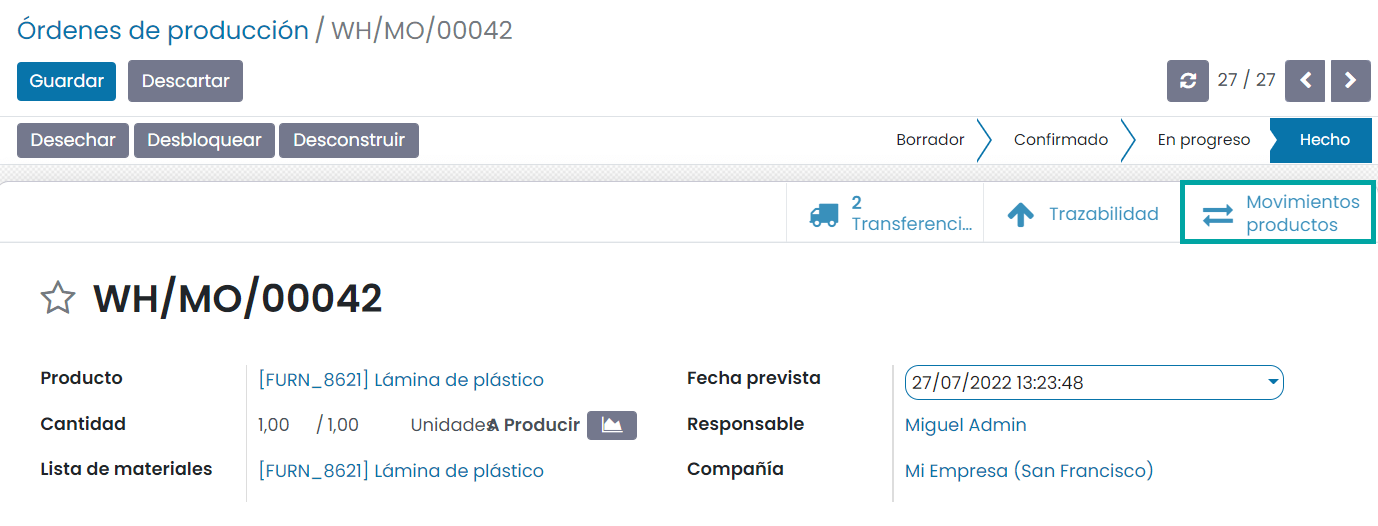 Órdenes de producción / WH/MO/00042
Guardar Descartar 27 / 27
Desechar Desbloquear Desconstruir Borrador Confirmado En progreso Hecho
2 Transferenci... Trazabilidad Movimientos
productos
WH/MO/00042
Producto [FURN_8621] Lámina de plástico Fecha prevista 27/07/2022 13:23:48
Cantidad 1,00 / 1,00 Unidades A Producir Responsable Miguel Admin
Lista de materiales [FURN_8621] Lámina de plástico Compañía Mi Empresa (San Francisco)